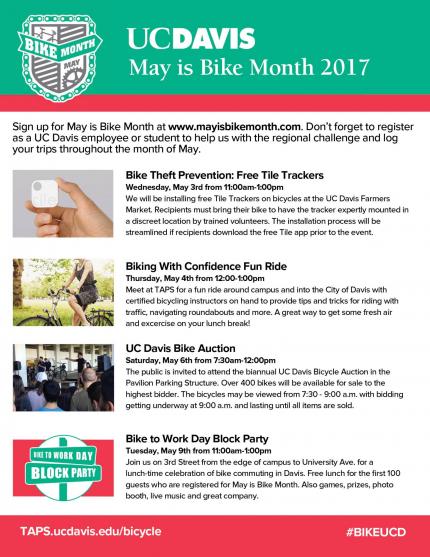 BIKE MONTH
MAY
UCDAVIS
May is Bike Month 2017
Sign up for May is Bike Month at www.mayisbikemonth.com. Don't forget to register
as a UC Davis employee or student to help us with the regional challenge and log
your trips throughout the month of May.
Bike Theft Prevention: Free Tile Trackers
Wednesday, May 3rd from 11:00am-1:00pm
We will be installing free Tile Trackers on bicycles at the UC Davis Farmers
Market. Recipients must bring their bike to have the tracker expertly mounted in
a discreet location by trained volunteers. The installation process will be
streamlined if recipients download the free Tile app prior to the event.
Biking With Confidence Fun Ride
Thursday, May 4th from 12:00-1:00pm
Meet at TAPS for a fun ride around campus and into the City of Davis with
certified bicycling instructors on hand to provide tips and tricks for riding with
traffic, navigating roundabouts and more. A great way to get some fresh air
and excercise on your lunch break!
UC Davis Bike Auction
Saturday, May 6th from 7:30am-12:00pm
The public is invited to attend the biannual UC Davis Bicycle Auction in the
Pavilion Parking Structure. Over 400 bikes will be available for sale to the
highest bidder. The bicycles may be viewed from 7:30 - 9:00 a.m. with bidding
getting underway at 9:00 a.m. and lasting until all items are sold.
BIKE TO WORK DAY
BLOCK PARTY
Bike to Work Day Block Party
Tuesday, May 9th from 11:00am-1:00pm
Join us on 3rd Street from the edge of campus to University Ave. for a
lunch-time celebration of bike commuting in Davis. Free lunch for the first 100
guests who are registered for May is Bike Month. Also games, prizes, photo
booth, live music and great company.
TAPS.ucdavis.edu/bicycle
#BIKEUCD